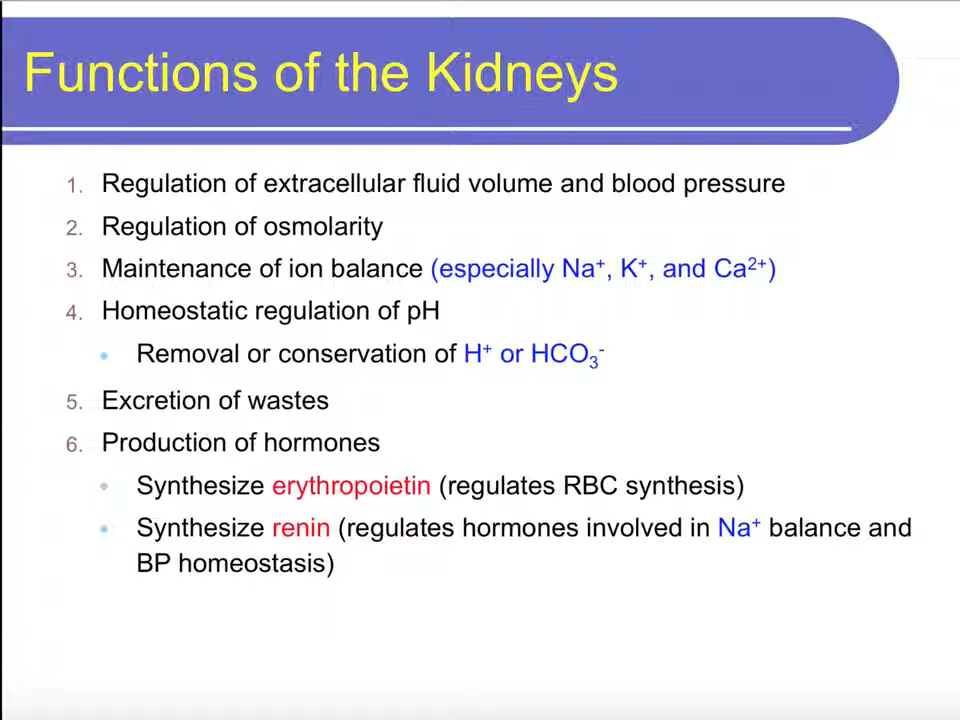 Functions of the Kidneys
1. Regulation of extracellular fluid volume and blood pressure
2. Regulation of osmolarity
3. Maintenance of ion balance (especially Na⁺, K⁺, and Ca²⁺)
4. Homeostatic regulation of pH
• Removal or conservation of H⁺ or HCO₃⁻
5. Excretion of wastes
6. Production of hormones
• Synthesize erythropoietin (regulates RBC synthesis)
• Synthesize renin (regulates hormones involved in Na⁺ balance and
BP homeostasis)